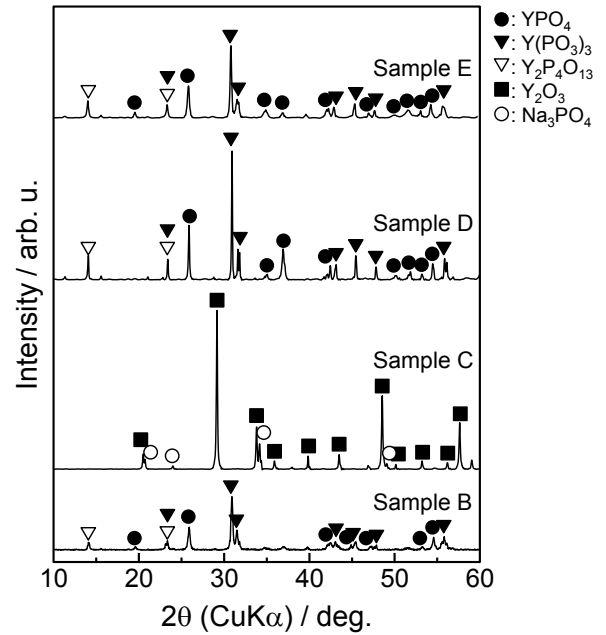 ●: YPO₄
▼: Y(PO₃)₃
▽: Y₂P₄O₁₃
■: Y₂O₃
○: Na₃PO₄
Sample E
Sample D
Sample C
Sample B
Intensity / arb. u.
10 20 30 40 50 60
2θ (CuKα) / deg.